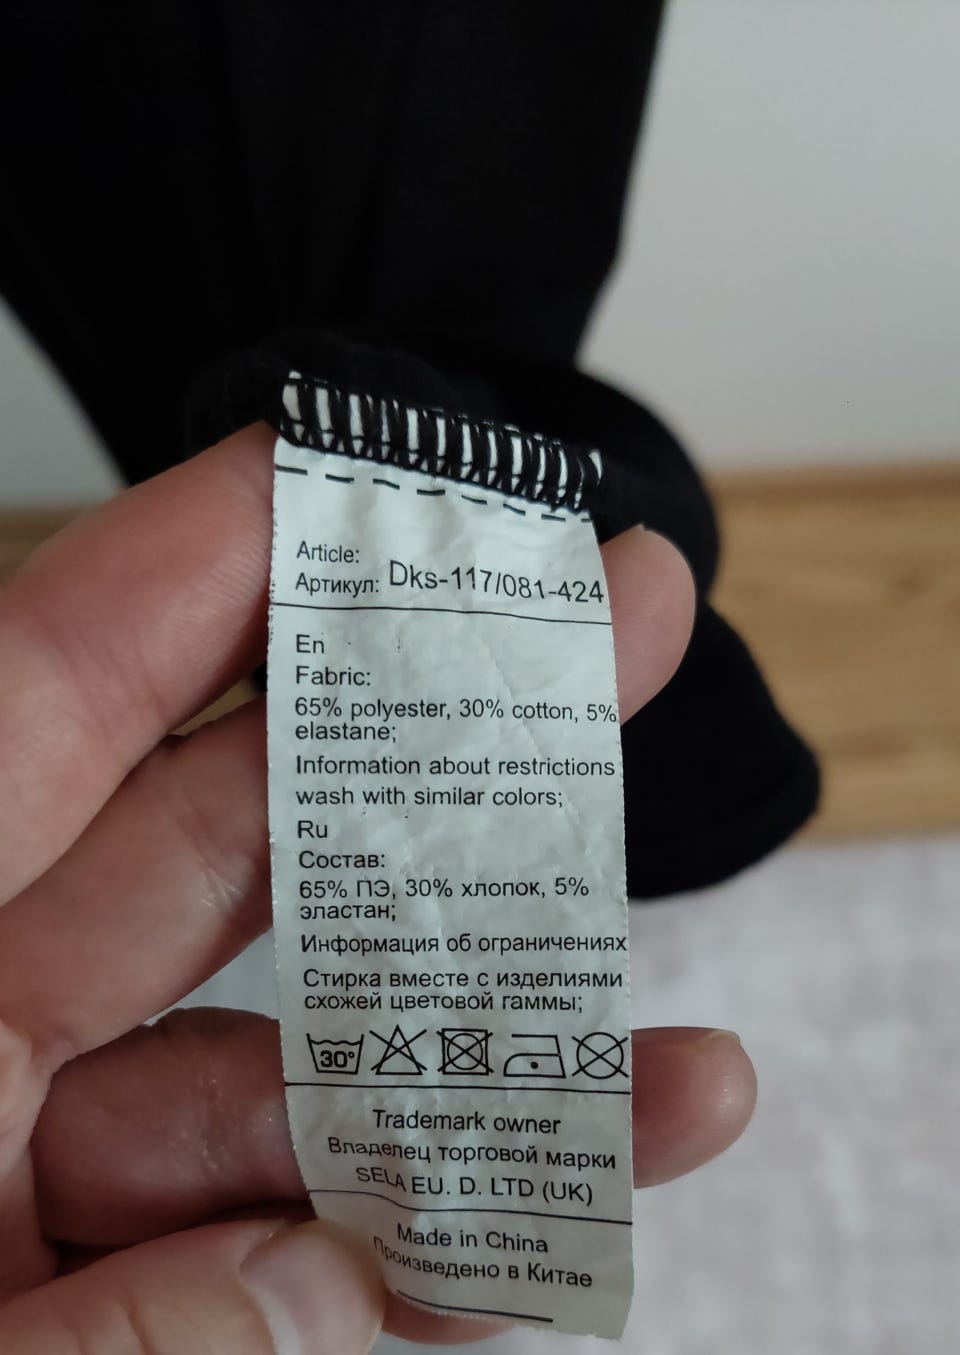 Article:
Артикул: Dks-117/081-424
En
Fabric:
65% polyester, 30% cotton, 5%
elastane;
Information about restrictions
wash with similar colors;
Ru
Состав:
65% ПЭ, 30% хлопок, 5%
эластан;
Информация об ограничениях
Стирка вместе с изделиями
схожей цветовой гаммы;
30°
Trademark owner
Владелец торговой марки
SELA EU. D. LTD (UK)
Made in China
Произведено в Китае